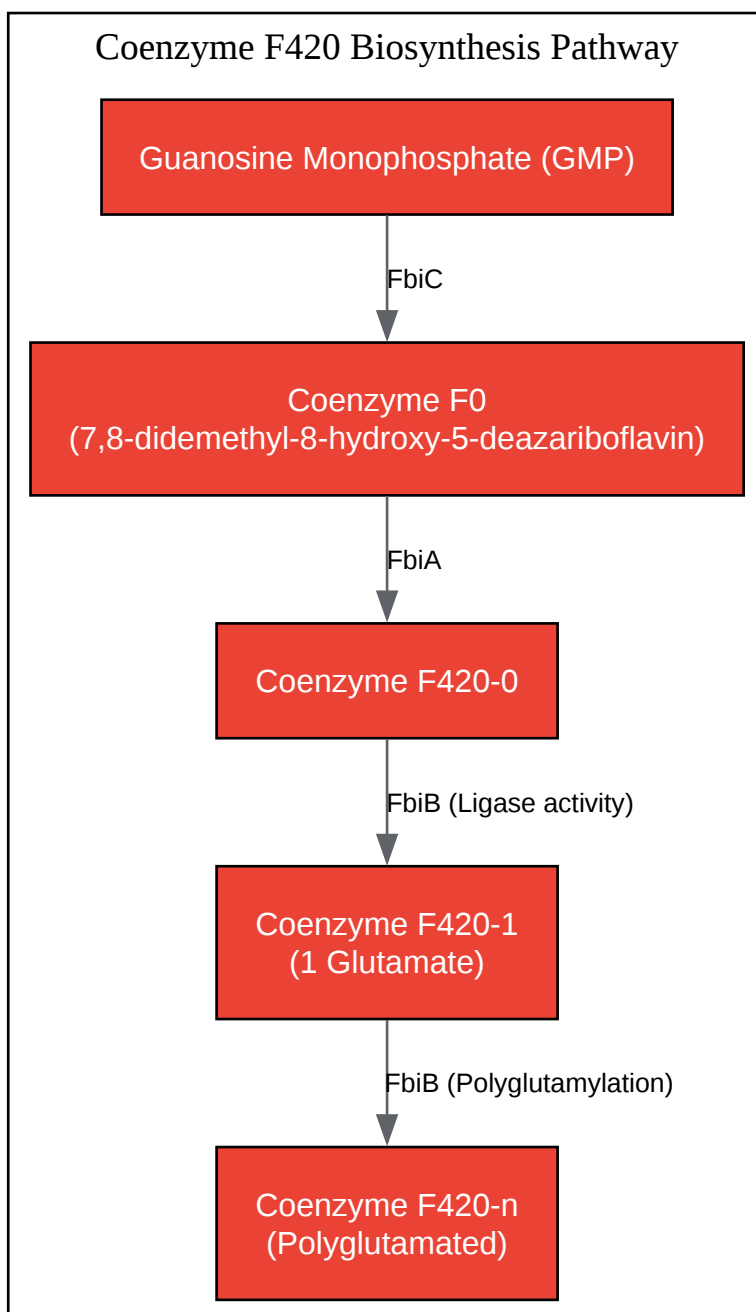 Coenzyme F420 Biosynthesis Pathway
Guanosine Monophosphate (GMP)
FbiC
Coenzyme F0
(7,8-didemethyl-8-hydroxy-5-deazariboflavin)
FbiA
Coenzyme F420-0
FbiB (Ligase activity)
Coenzyme F420-1
(1 Glutamate)
FbiB (Polyglutamylation)
Coenzyme F420-n
(Polyglutamated)